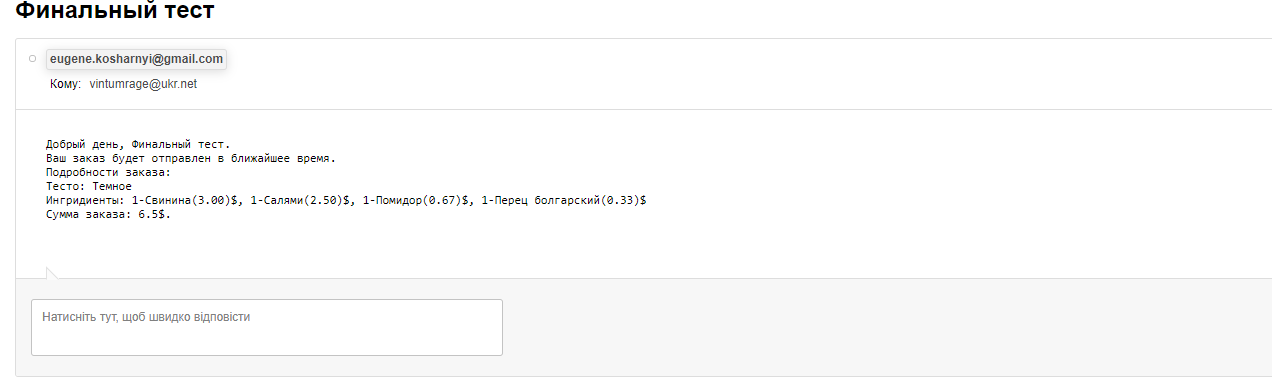 Финальный тест
eugene.kosharnyi@gmail.com
Кому: vintumrage@ukr.net
Добрый день, Финальный тест.
Ваш заказ будет отправлен в ближайшее время.
Подробности заказа:
Тесто: Темное
Ингридиенты: 1-Свинина(3.00)$, 1-Салями(2.50)$, 1-Помидор(0.67)$, 1-Перец болгарский(0.33)$
Сумма заказа: 6.5$.
Натисніть тут, щоб швидко відповісти